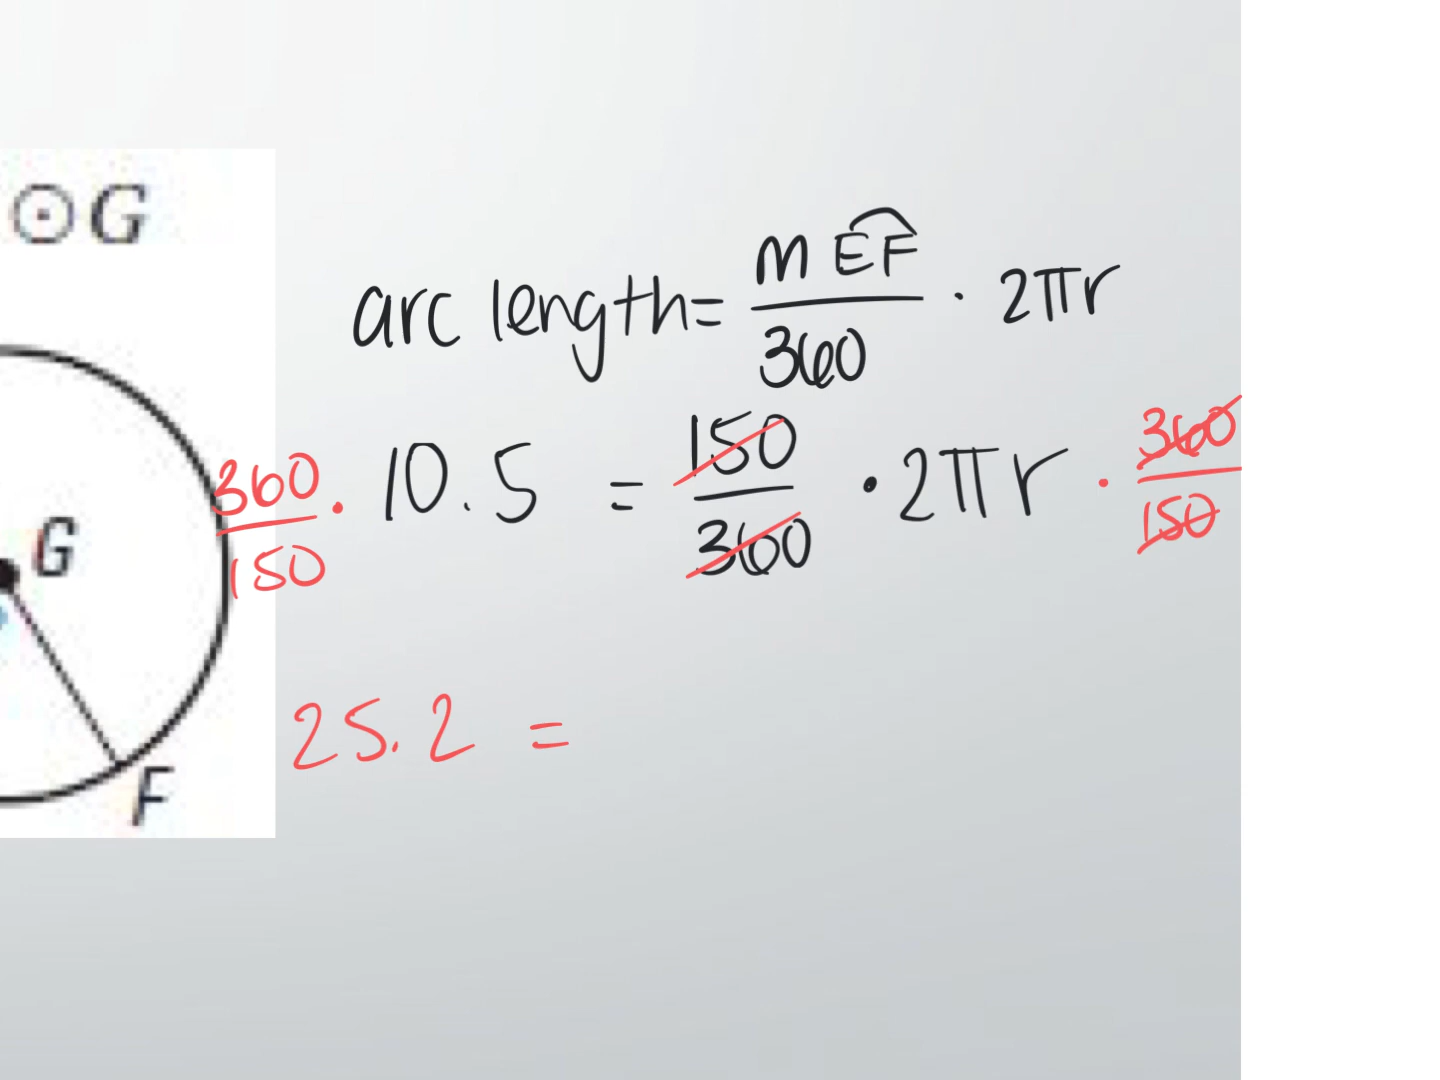 ⊙G
arc length = m EF / 360 · 2πr
360/150 · 10.5 = 150/360 · 2πr · 360/150
G
25.2 =
F